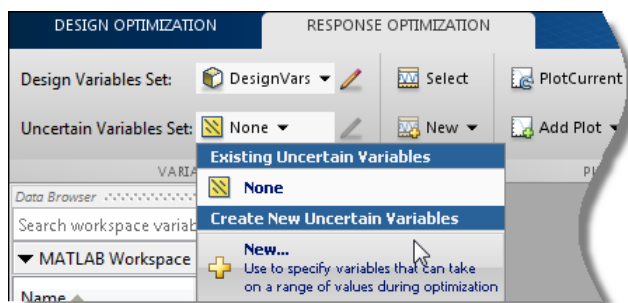 DESIGN OPTIMIZATION RESPONSE OPTIMIZATION
Design Variables Set: DesignVars Select PlotCurrent
Uncertain Variables Set: None New Add Plot
Existing Uncertain Variables
None
Data Browser
Search workspace
Create New Uncertain Variables
MATLAB Workspace
New...
Use to specify variables that can take
on a range of values during optimization
Name